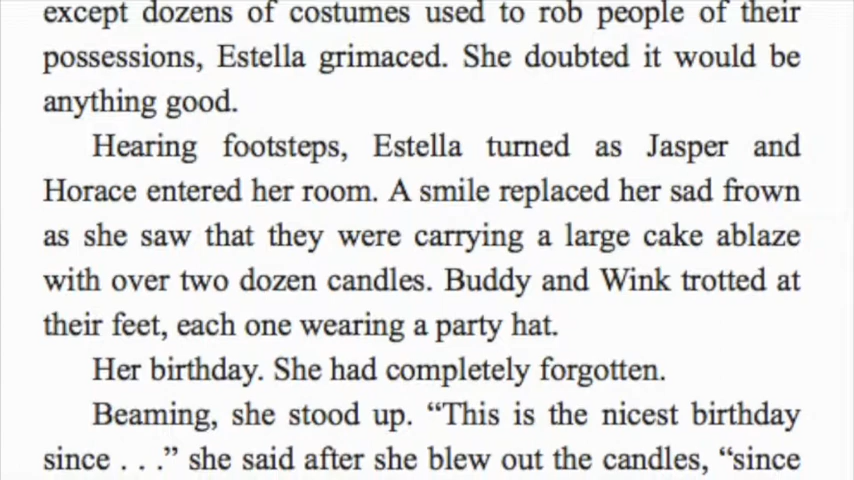 except dozens of costumes used to rob people of their
possessions, Estella grimaced. She doubted it would be
anything good.
Hearing footsteps, Estella turned as Jasper and
Horace entered her room. A smile replaced her sad frown
as she saw that they were carrying a large cake ablaze
with over two dozen candles. Buddy and Wink trotted at
their feet, each one wearing a party hat.
Her birthday. She had completely forgotten.
Beaming, she stood up. “This is the nicest birthday
since . . .” she said after she blew out the candles, “since